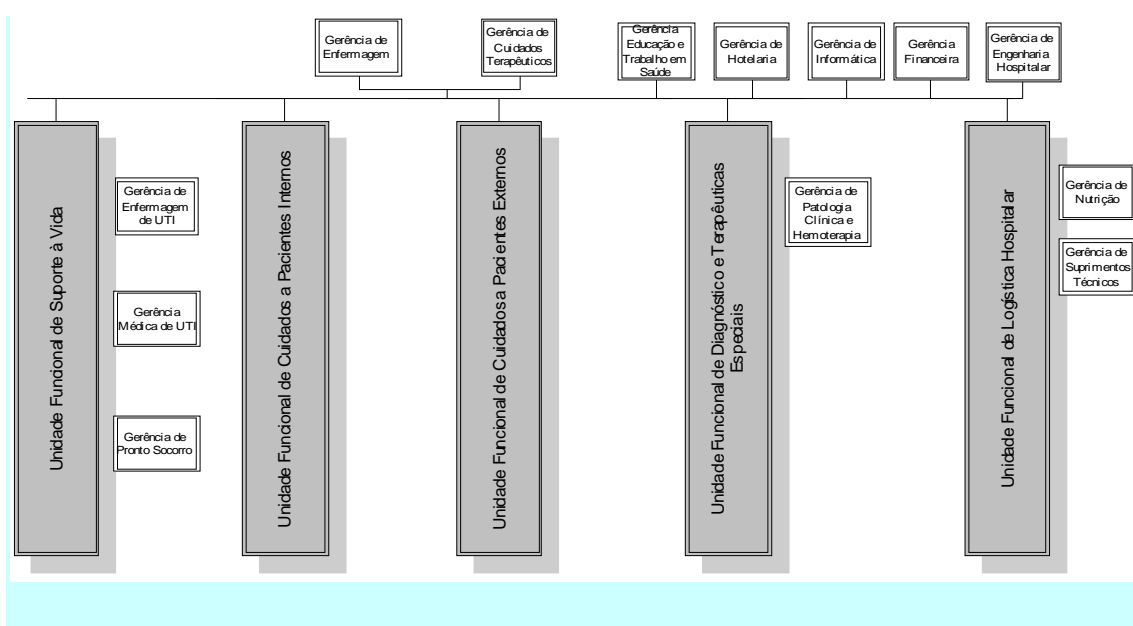 Gerência de
Enfermagem
Gerência de
Cuidados
Terapêuticos
Gerência
Educação e
Trabalho em
Saúde
Gerência de
Hotelaria
Gerência de
Informática
Gerência
Financeira
Gerência de
Engenharia
Hospitalar
Unidade Funcional de Suporte à Vida
Gerência de
Enfermagem
de UTI
Gerência
Médica de UTI
Gerência de
Pronto Socorro
Unidade Funcional de Cuidados a Pacientes Internos
Unidade Funcional de Cuidados a Pacientes Externos
Unidade Funcional de Diagnóstico e Terapêuticas
Especiais
Gerência de
Patologia
Clínica e
Hemoterapia
Unidade Funcional de Logística Hospitalar
Gerência de
Nutrição
Gerência de
Suprimentos
Técnicos